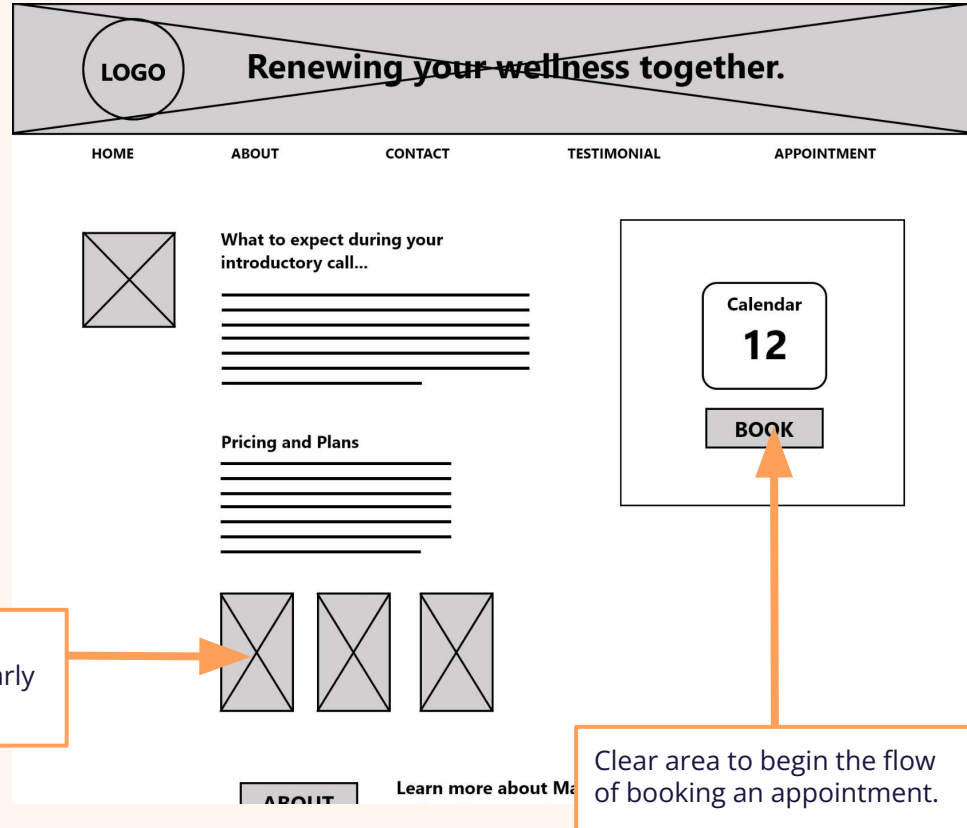 LOGO
Renewing your wellness together.
HOME ABOUT CONTACT TESTIMONIAL APPOINTMENT
What to expect during your
introductory call...
Calendar
12
BOOK
Pricing and Plans
ABOUT
Learn more about
Clear area to begin the flow
of booking an appointment.